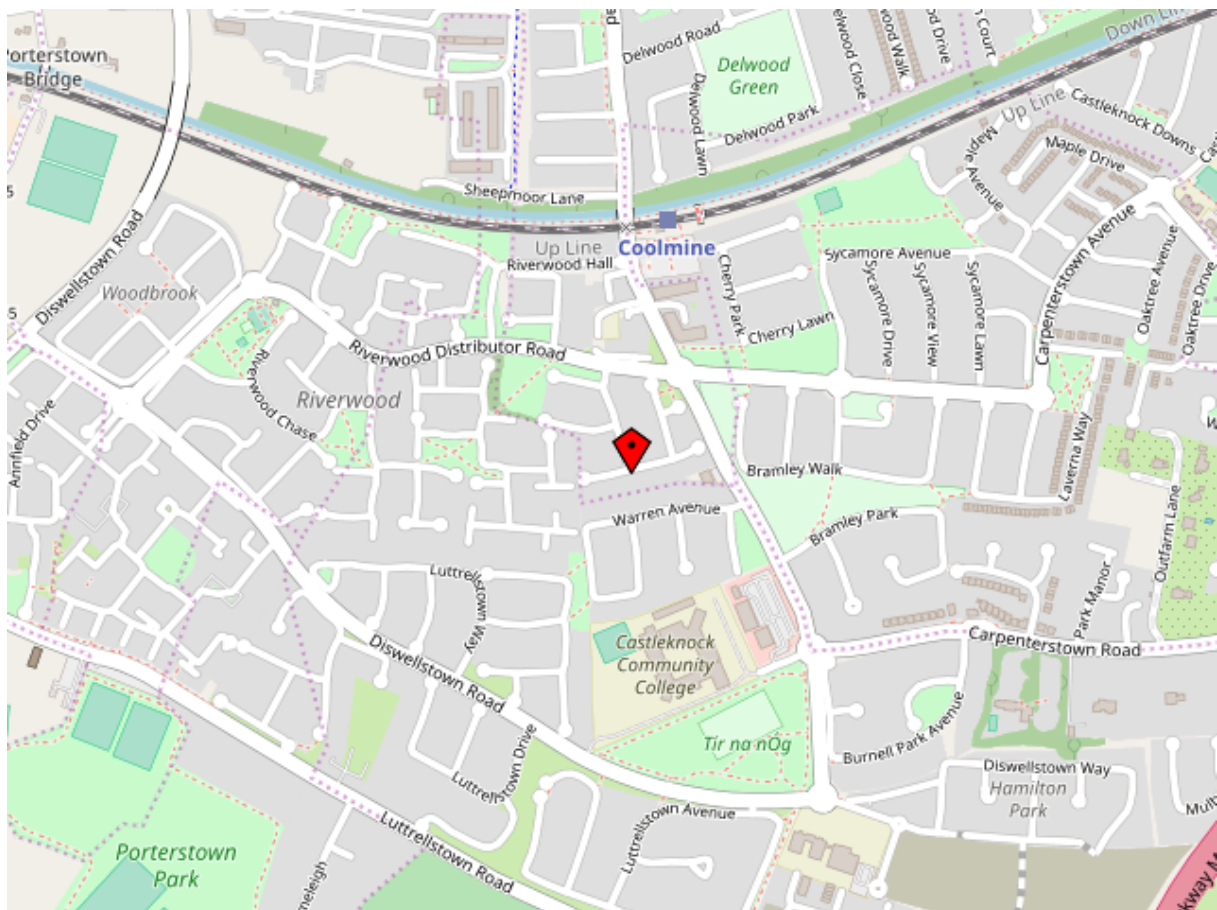 Porterstown
Bridge
Delwood Road
Delwood
Green
Delwood Close
Delwood Park
Delwood Lawn
Down Line
Up Line
Castleknock Downs
Maple Drive
Maple Avenue
Sheepmoor Lane
Up Line
Coolmine
Riverwood Hall
Cherry Park
Cherry Lawn
Sycamore Avenue
Sycamore Drive
Sycamore View
Sycamore Lawn
Carpenterstown Avenue
Carpenterstown Avenue
Oaktree Avenue
Oaktree Drive
Diswellstown Road
Woodbrook
Riverwood Distributor Road
Riverwood
Riverwood Chase
Annfield Drive
Bramley Walk
Laverna Way
Outfarm Lane
Warren Avenue
Bramley Park
Park Manor
Luttrellstown Way
Castleknock
Community
College
Carpenterstown Road
Diswellstown Road
Tír na nÓg
Burnell Park Avenue
Diswellstown Way
Hamilton
Park
Luttrellstown Drive
Luttrellstown Avenue
Luttrellstown Road
Porterstown
Park